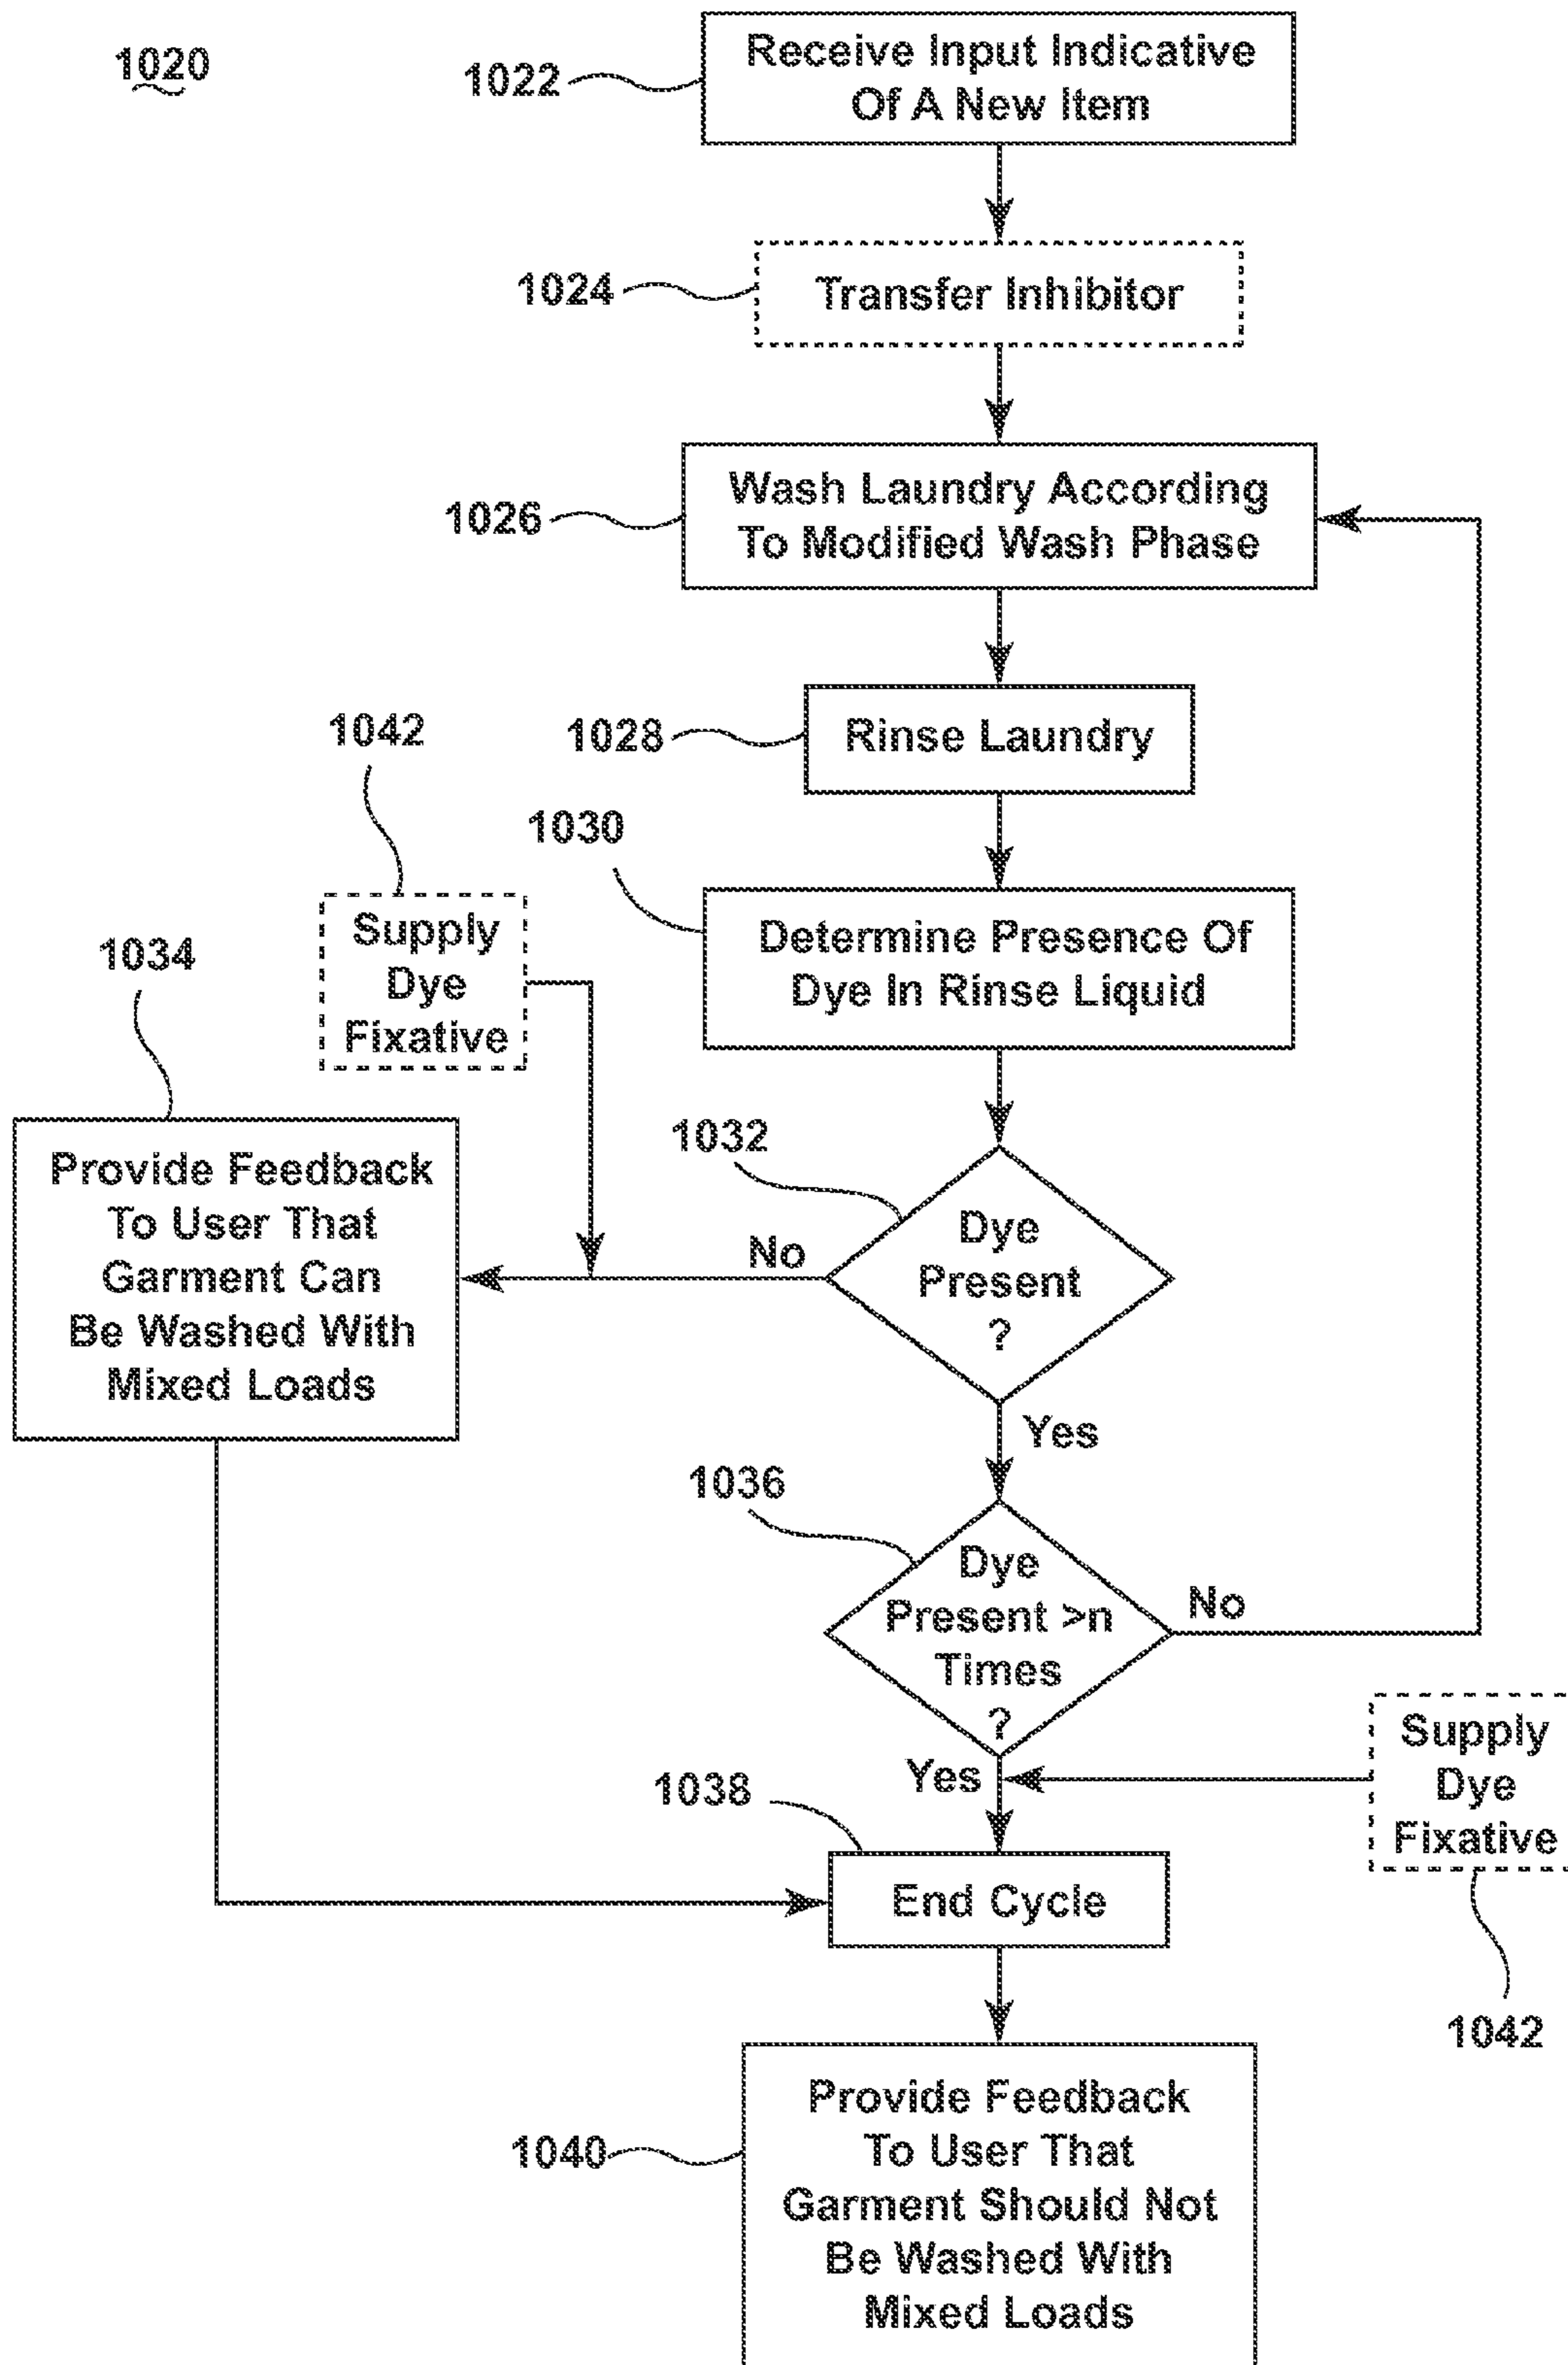 1020
1022
Receive Input Indicative
Of A New Item
1024
Transfer Inhibitor
1026
Wash Laundry According
To Modified Wash Phase
1028
Rinse Laundry
1030
Determine Presence Of
Dye In Rinse Liquid
1042
Supply
Dye
Fixative
1034
Provide Feedback
To User That
Garment Can
Be Washed With
Mixed Loads
1032
Dye
Present
?
No
Yes
1036
Dye
Present >n
Times
?
No
Yes
Supply
Dye
Fixative
1042
1038
End Cycle
1040
Provide Feedback
To User That
Garment Should Not
Be Washed With
Mixed Loads